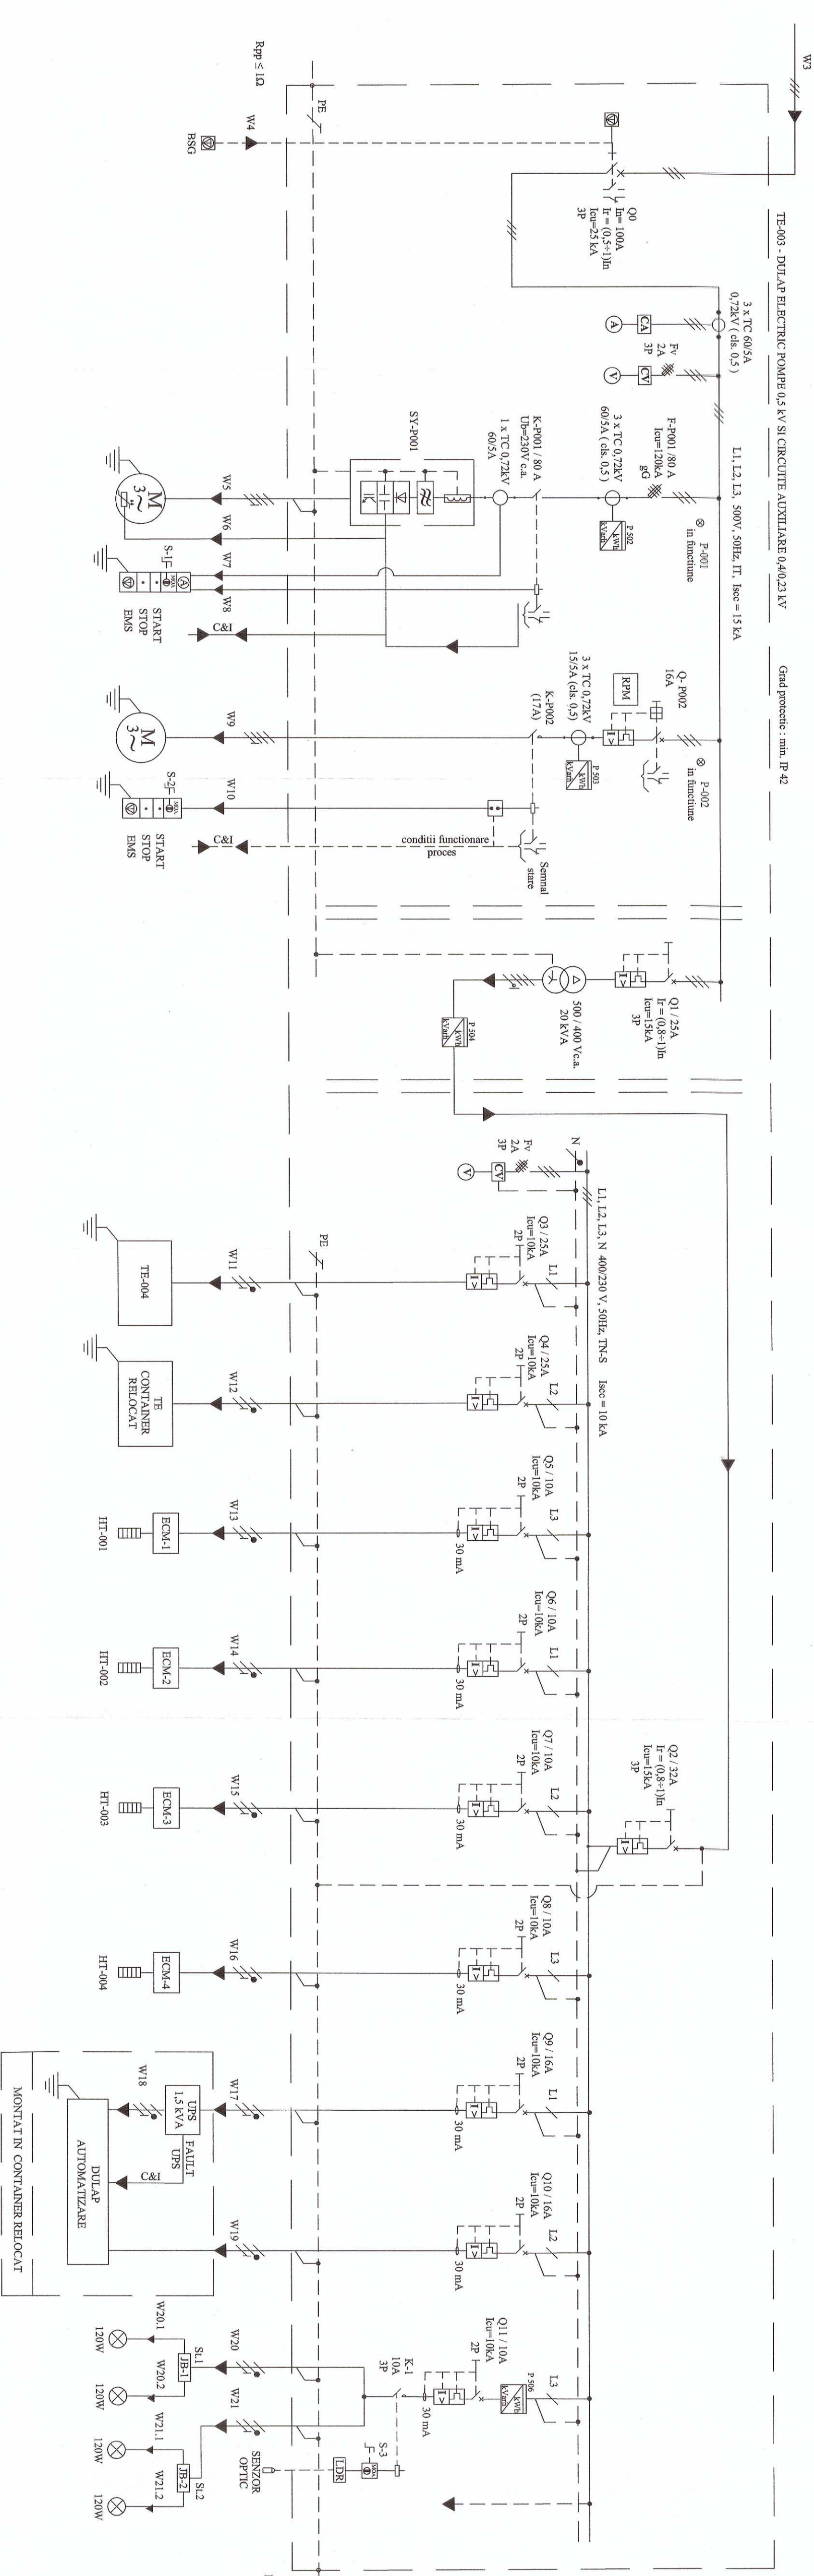 W3
TE-003 - DULAP ELECTRIC POMPE 0,5 kV SI CIRCUITE AUXILIARE 0,4/0,23 kV
Grad protectie : min. IP 42
Rpp ≤ 1Ω
PE
W4
BSG
Q0
In= 100A
Ir = (0,5÷1)In
Icu=25 kA
3P
3 x TC 60/5A
0,72kV ( cls. 0,5 )
CA
A
Fv
2A
3P
CV
V
L1, L2, L3, 500V, 50Hz, IT, Iscc = 15 kA
P-001
in functiune
F-P001 /80 A
Icu=120kA
gG
3 x TC 0,72kV
60/5A ( cls. 0,5 )
P 502
kWh
kVarh
K-P001 / 80 A
Ub=230V c.a.
1 x TC 0,72kV
60/5A
SY-P001
W5
W6
W7
W8
M
3~
S-1
A
MDA
START
STOP
EMS
C&I
P-002
in functiune
Q- P002
16A
RPM
I>
3 x TC 0,72kV
15/5A (cls. 0,5)
P 503
kWh
kVarh
K-P002
(17A)
Semnal
stare
conditii functionare
proces
W9
W10
M
3~
S-2
MDA
START
STOP
EMS
C&I
Q1 / 25A
Ir = (0,8÷1)In
Icu=15kA
3P
I>
500 / 400 Vc.a.
20 kVA
P 504
kWh
kVarh
N
Fv
2A
3P
CV
V
L1, L2, L3, N 400/230 V, 50Hz, TN-S Iscc = 10 kA
PE
Q3 / 25A
Icu=10kA
2P
L1
I>
W11
TE-004
Q4 / 25A
Icu=10kA
2P
L2
I>
W12
TE
CONTAINER
RELOCAT
Q5 / 10A
Icu=10kA
2P
L3
I>
30 mA
W13
ECM-1
HT-001
Q6 / 10A
Icu=10kA
2P
L1
I>
30 mA
W14
ECM-2
HT-002
Q7 / 10A
Icu=10kA
2P
L2
I>
30 mA
W15
ECM-3
HT-003
Q2 / 32A
Ir = (0,8÷1)In
Icu=15kA
3P
I>
Q8 / 10A
Icu=10kA
2P
L3
I>
30 mA
W16
ECM-4
HT-004
Q9 / 16A
Icu=10kA
2P
L1
I>
30 mA
W17
UPS
1,5 kVA
FAULT
UPS
W18
C&I
DULAP
AUTOMATIZARE
MONTAT IN CONTAINER RELOCAT
Q10 / 16A
Icu=10kA
2P
L2
I>
30 mA
W19
Q11 / 10A
Icu=10kA
2P
L3
P 506
kWh
kVarh
I>
30 mA
K-1
10A
3P
S-3
MDA
LDR
SENZOR
OPTIC
W20
W21
St.1
JB-1
W20.1
W20.2
120W
120W
St.2
JB-2
W21.1
W21.2
120W
120W